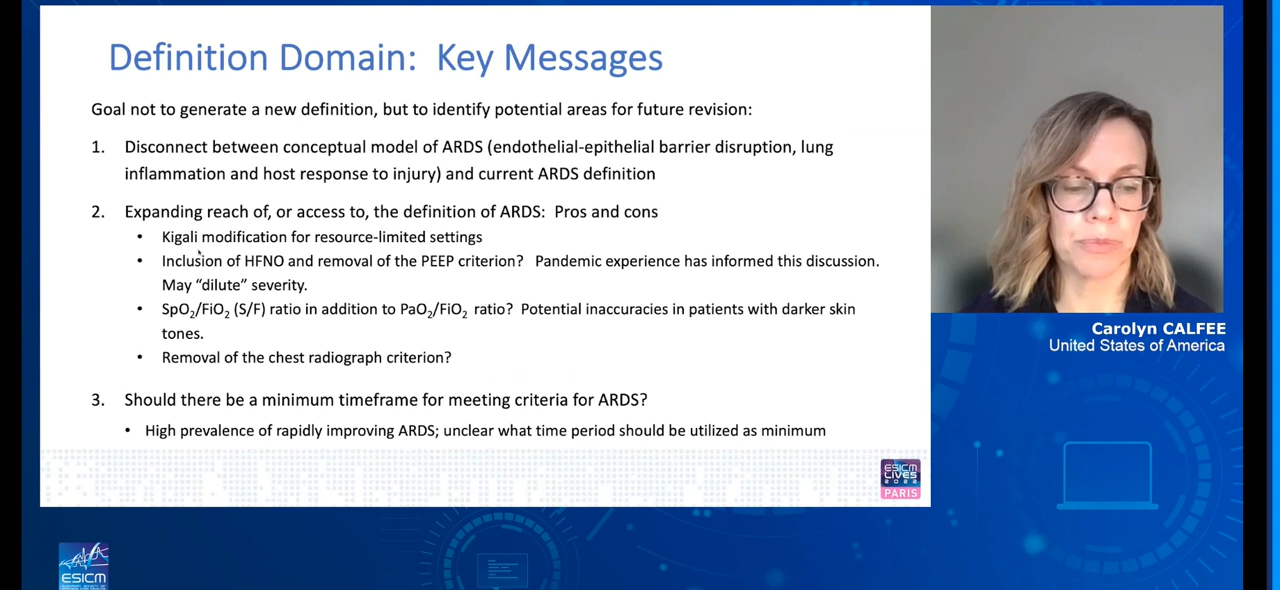 Definition Domain: Key Messages
Goal not to generate a new definition, but to identify potential areas for future revision:
1. Disconnect between conceptual model of ARDS (endothelial-epithelial barrier disruption, lung
inflammation and host response to injury) and current ARDS definition
2. Expanding reach of, or access to, the definition of ARDS: Pros and cons
• Kigali modification for resource-limited settings
• Inclusion of HFNO and removal of the PEEP criterion? Pandemic experience has informed this discussion.
May “dilute” severity.
• SpO₂/FiO₂ (S/F) ratio in addition to PaO₂/FiO₂ ratio? Potential inaccuracies in patients with darker skin
tones.
• Removal of the chest radiograph criterion?
3. Should there be a minimum timeframe for meeting criteria for ARDS?
• High prevalence of rapidly improving ARDS; unclear what time period should be utilized as minimum
ESICM
LIVES
2022
PARIS
Carolyn CALFEE
United States of America
ESICM